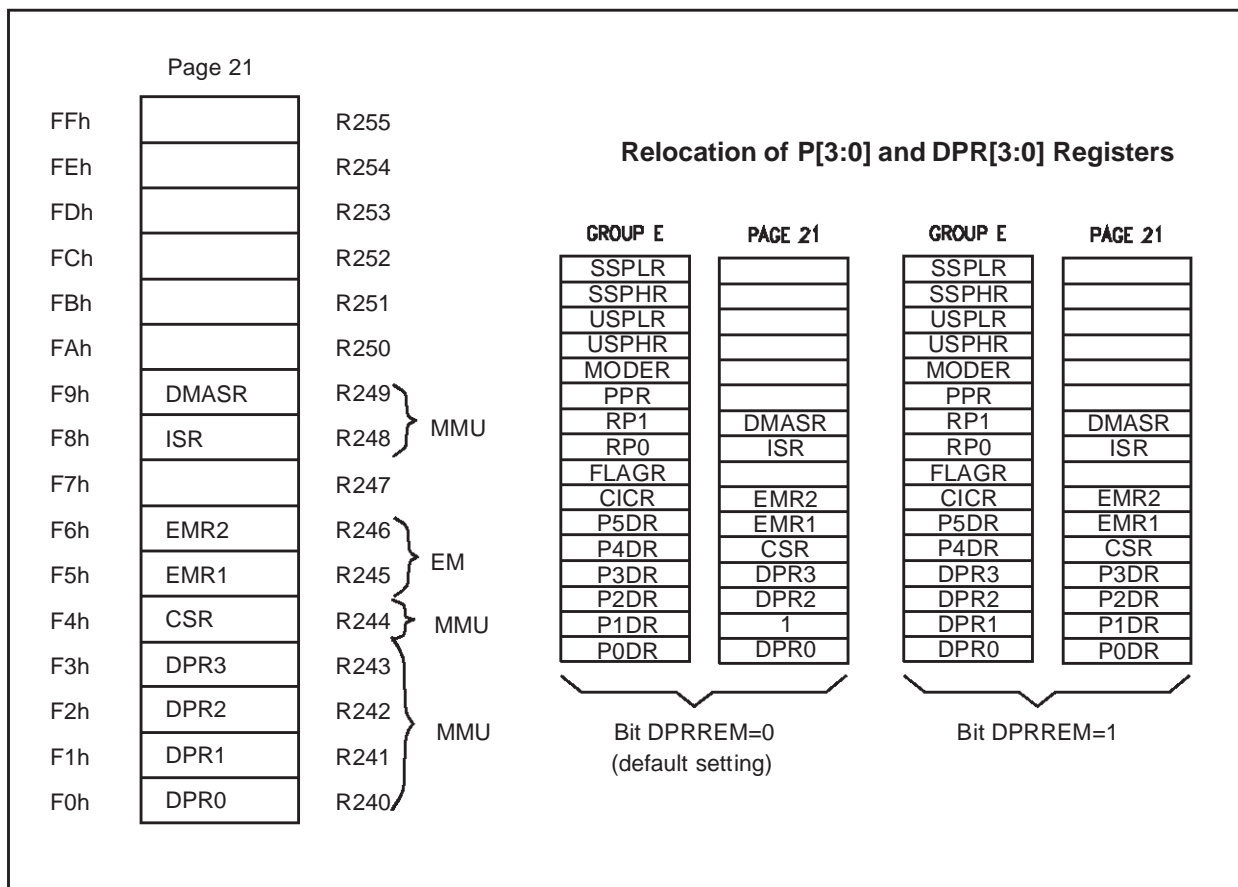 Page 21
FFh R255
FEh R254
FDh R253
FCh R252
FBh R251
FAh R250
F9h DMASR R249
MMU
F8h ISR R248
F7h R247
F6h EMR2 R246
EM
F5h EMR1 R245
F4h CSR R244 MMU
F3h DPR3 R243
F2h DPR2 R242
MMU
F1h DPR1 R241
F0h DPR0 R240
Relocation of P[3:0] and DPR[3:0] Registers
GROUP E PAGE 21 GROUP E PAGE 21
SSPLR SSPLR
SSPHR SSPHR
USPLR USPLR
USPHR USPHR
MODER MODER
PPR PPR
RP1 DMASR RP1 DMASR
RP0 ISR RP0 ISR
FLAGR FLAGR
CICR EMR2 CICR EMR2
P5DR EMR1 P5DR EMR1
P4DR CSR P4DR CSR
P3DR DPR3 DPR3 P3DR
P2DR DPR2 DPR2 P2DR
P1DR 1 DPR1 P1DR
P0DR DPR0 DPR0 P0DR
Bit DPRREM=0 Bit DPRREM=1
(default setting)